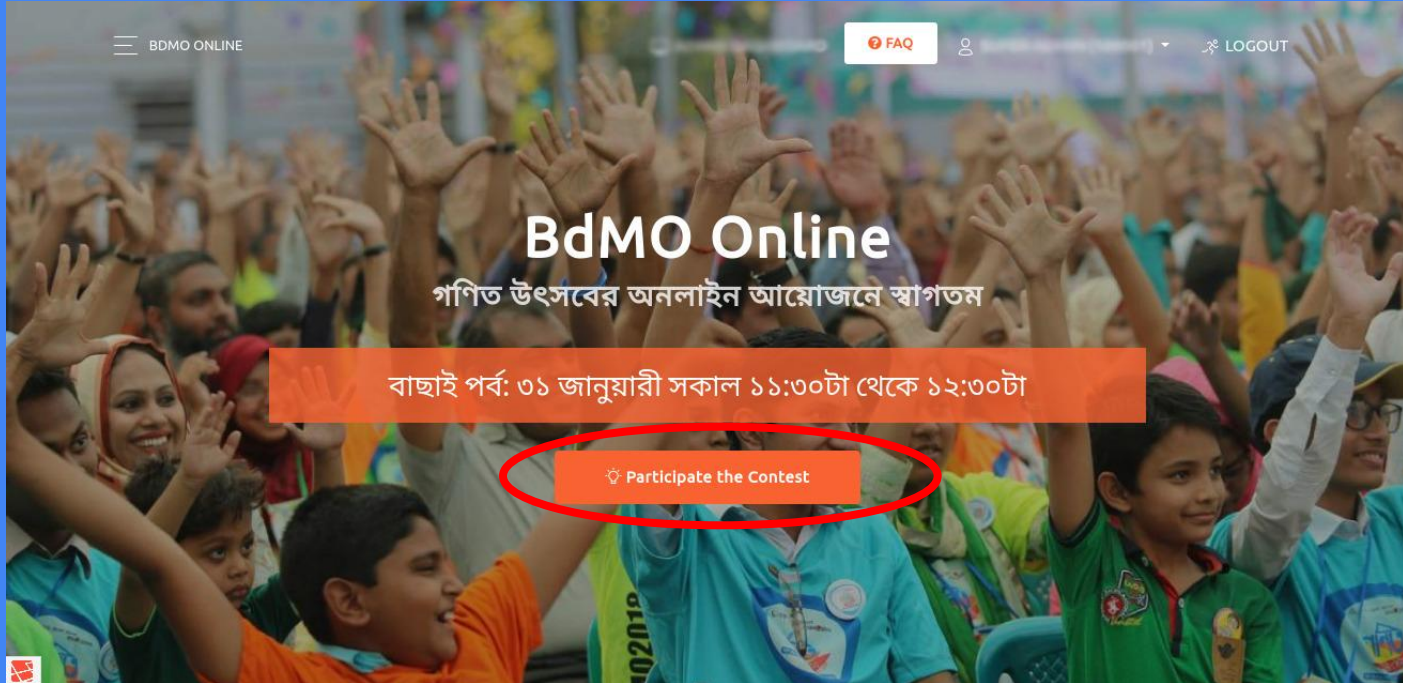 BDMO ONLINE
FAQ
LOGOUT
BdMO Online
গণিত উৎসবের অনলাইন আয়োজনে স্বাগতম
বাছাই পর্ব: ৩১ জানুয়ারী সকাল ১১:৩০টা থেকে ১২:৩০টা
Participate the Contest